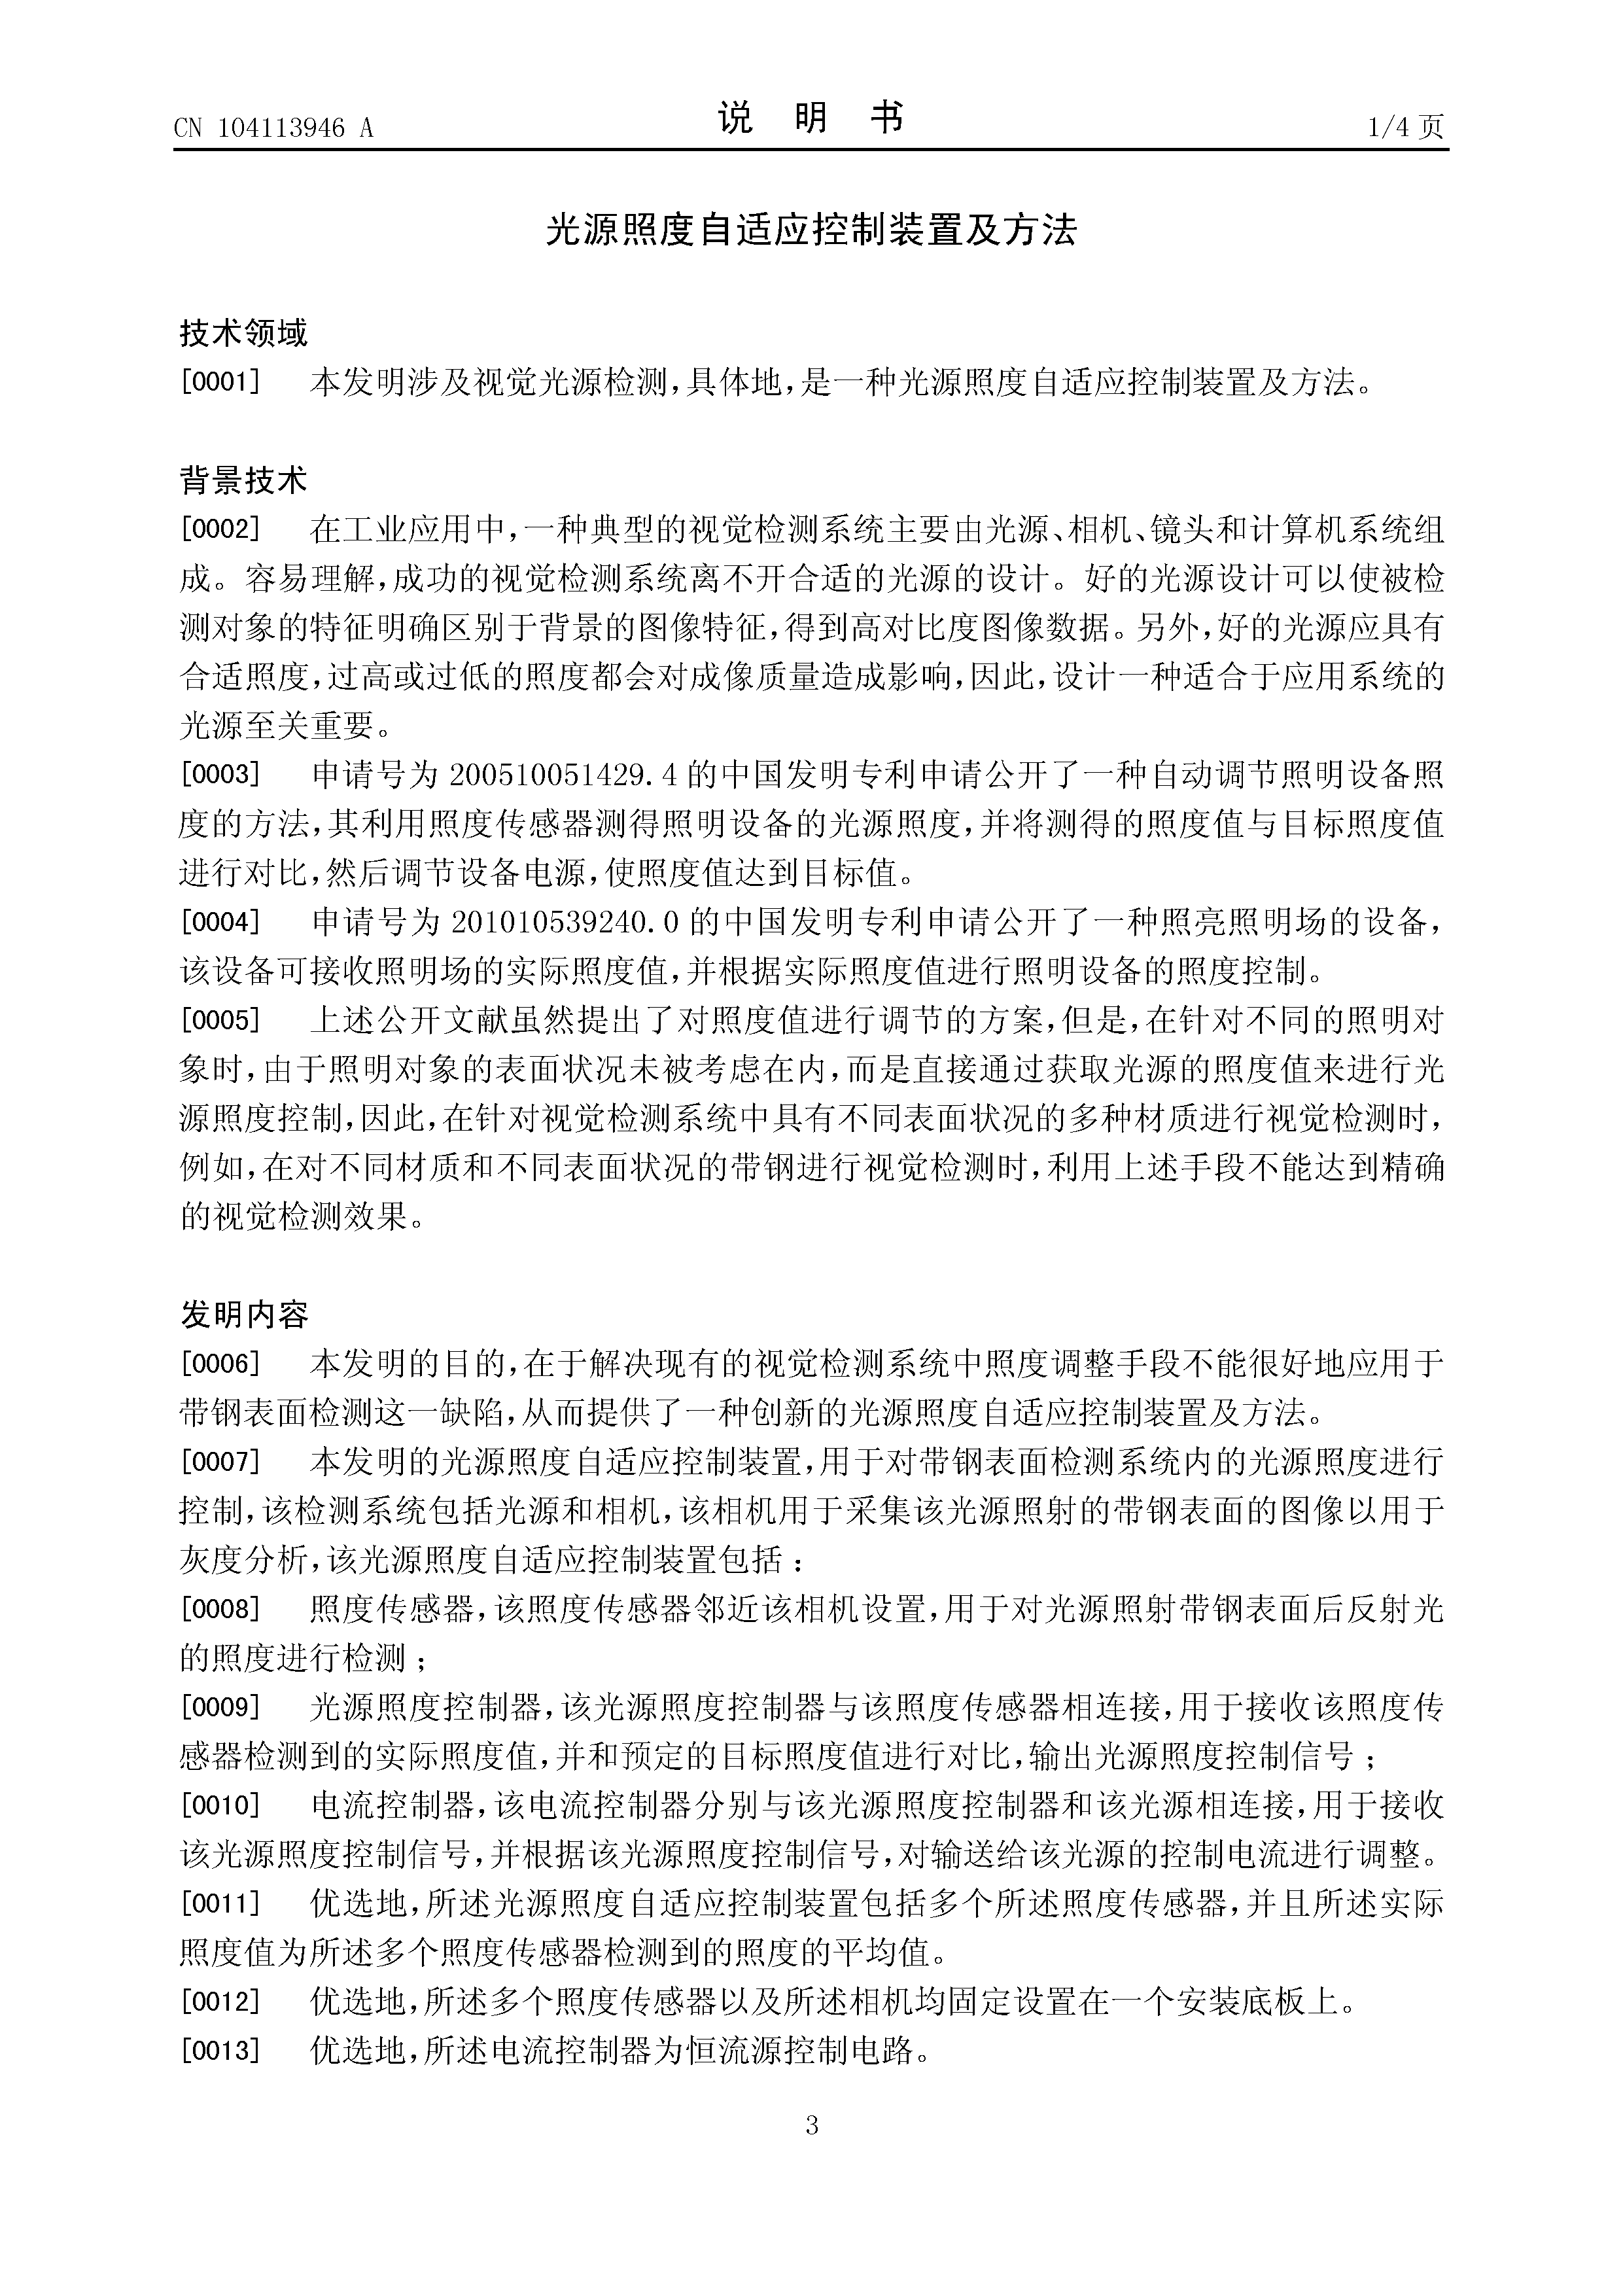 CN 104113946 A
说 明 书
1/4 页
光源照度自适应控制装置及方法
技术领域
[0001] 本发明涉及视觉光源检测，具体地，是一种光源照度自适应控制装置及方法。
背景技术
[0002] 在工业应用中，一种典型的视觉检测系统主要由光源、相机、镜头和计算机系统组
成。容易理解，成功的视觉检测系统离不开合适的光源的设计。好的光源设计可以使被检
测对象的特征明确区别于背景的图像特征，得到高对比度图像数据。另外，好的光源应具有
合适照度，过高或过低的照度都会对成像质量造成影响，因此，设计一种适合于应用系统的
光源至关重要。
[0003] 申请号为 200510051429.4 的中国发明专利申请公开了一种自动调节照明设备照
度的方法，其利用照度传感器测得照明设备的光源照度，并将测得的照度值与目标照度值
进行对比，然后调节设备电源，使照度值达到目标值。
[0004] 申请号为 201010539240.0 的中国发明专利申请公开了一种照亮照明场的设备，
该设备可接收照明场的实际照度值，并根据实际照度值进行照明设备的照度控制。
[0005] 上述公开文献虽然提出了对照度值进行调节的方案，但是，在针对不同的照明对
象时，由于照明对象的表面状况未被考虑在内，而是直接通过获取光源的照度值来进行光
源照度控制，因此，在针对视觉检测系统中具有不同表面状况的多种材质进行视觉检测时，
例如，在对不同材质和不同表面状况的带钢进行视觉检测时，利用上述手段不能达到精确
的视觉检测效果。
发明内容
[0006] 本发明的目的，在于解决现有的视觉检测系统中照度调整手段不能很好地应用于
带钢表面检测这一缺陷，从而提供了一种创新的光源照度自适应控制装置及方法。
[0007] 本发明的光源照度自适应控制装置，用于对带钢表面检测系统内的光源照度进行
控制，该检测系统包括光源和相机，该相机用于采集该光源照射的带钢表面的图像以用于
灰度分析，该光源照度自适应控制装置包括：
[0008] 照度传感器，该照度传感器邻近该相机设置，用于对光源照射带钢表面后反射光
的照度进行检测；
[0009] 光源照度控制器，该光源照度控制器与该照度传感器相连接，用于接收该照度传
感器检测到的实际照度值，并和预定的目标照度值进行对比，输出光源照度控制信号；
[0010] 电流控制器，该电流控制器分别与该光源照度控制器和该光源相连接，用于接收
该光源照度控制信号，并根据该光源照度控制信号，对输送给该光源的控制电流进行调整。
[0011] 优选地，所述光源照度自适应控制装置包括多个所述照度传感器，并且所述实际
照度值为所述多个照度传感器检测到的照度的平均值。
[0012] 优选地，所述多个照度传感器以及所述相机均固定设置在一个安装底板上。
[0013] 优选地，所述电流控制器为恒流源控制电路。
3